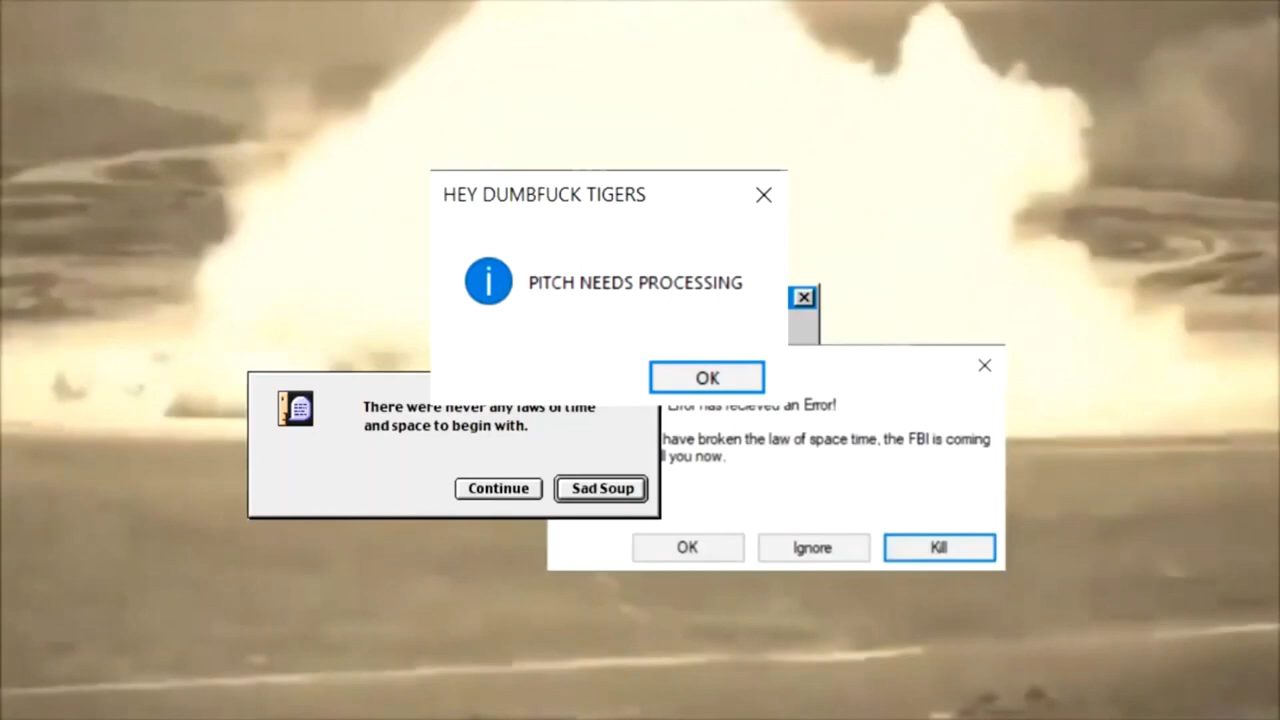 HEY DUMBFUCK TIGERS
PITCH NEEDS PROCESSING
OK
There were never any laws of time
and space to begin with.
Continue
Sad Soup
Error has recieved an Error!
have broken the law of space time, the FBI is coming
you now.
OK
Ignore
Kill